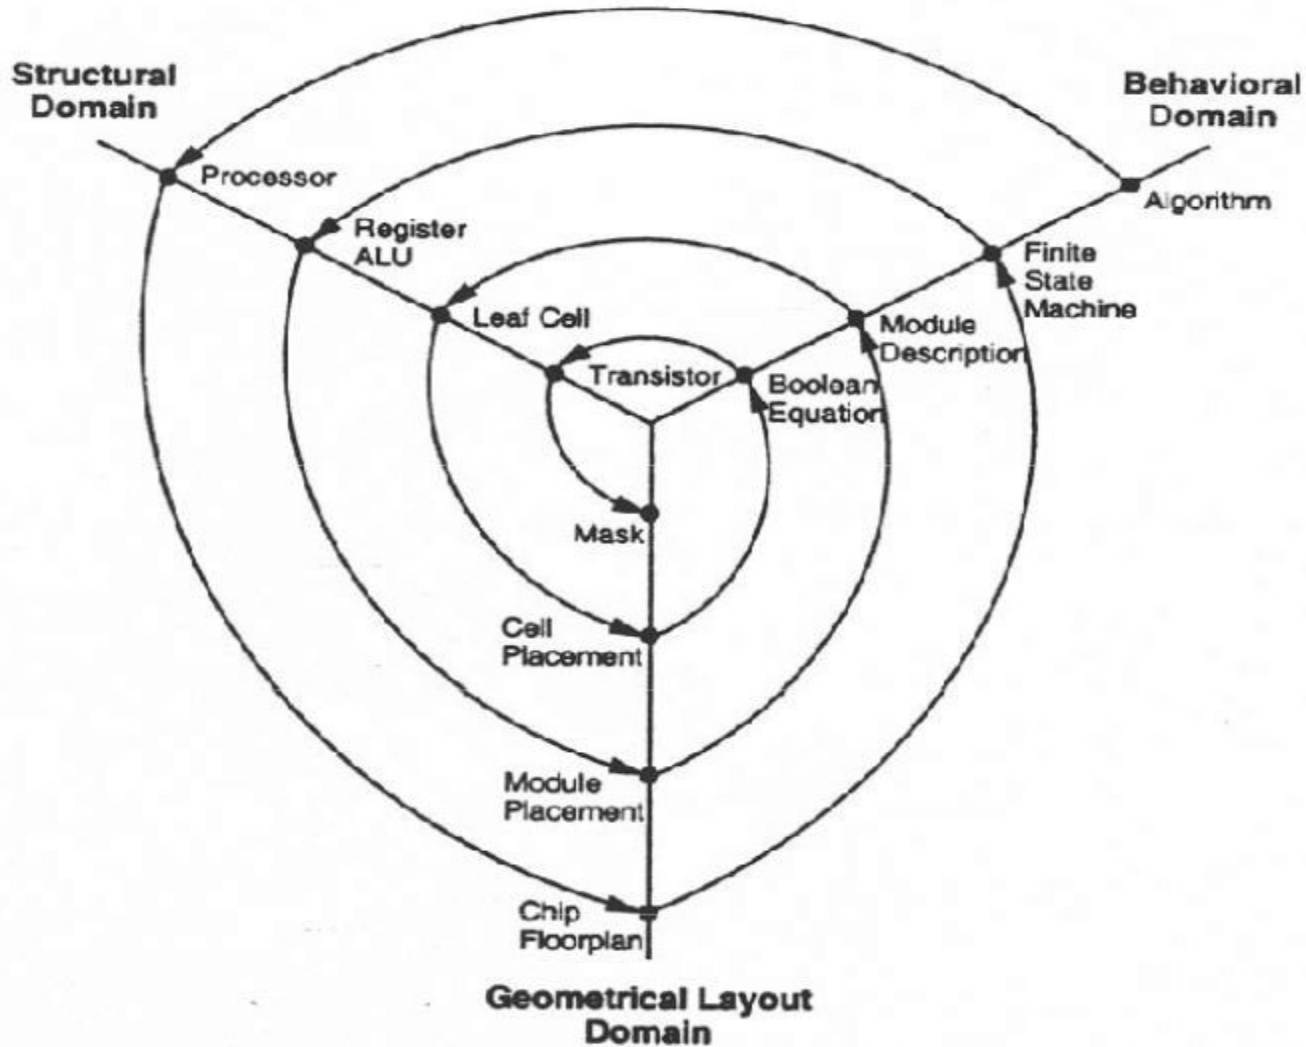 Structural
Domain
Behavioral
Domain
Processor
Algorithm
Register
ALU
Finite
State
Machine
Leaf Cell
Module
Description
Transistor
Boolean
Equation
Mask
Cell
Placement
Module
Placement
Chip
Floorplan
Geometrical Layout
Domain